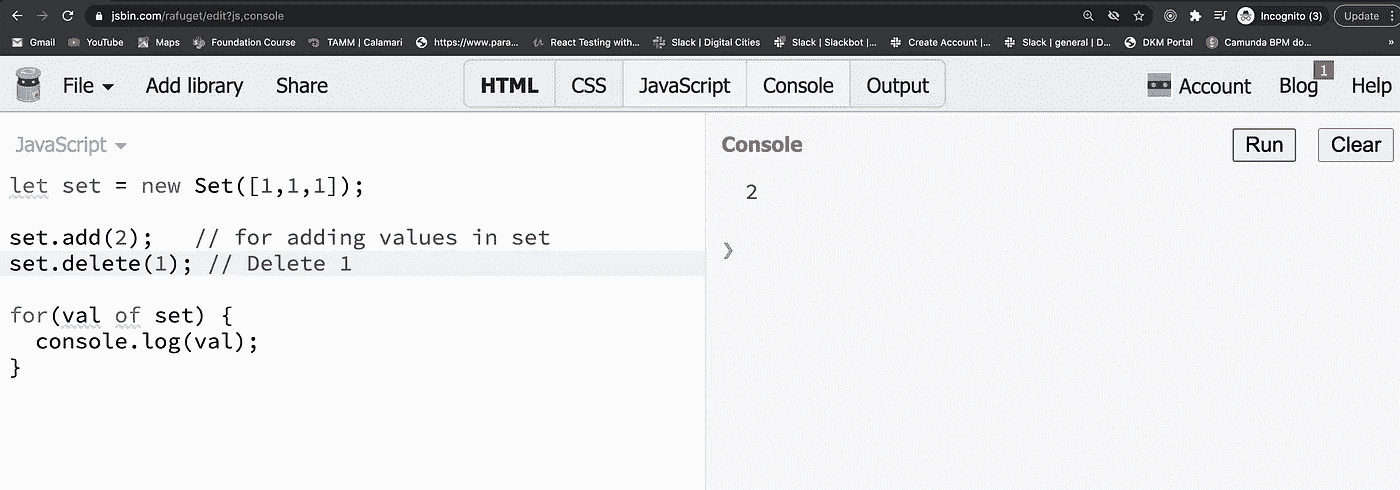 jsbin.com/rafuget/edit?js,console
Incognito (3)
Update
Gmail
YouTube
Maps
Foundation Course
TAMM | Calamari
https://www.para...
React Testing with...
Slack | Digital Cities
Slack | Slackbot |...
Create Account |...
Slack | general | D...
DKM Portal
Camunda BPM do...
»
File
Add library
Share
HTML
CSS
JavaScript
Console
Output
Account
Blog
1
Help
JavaScript
let set = new Set([1,1,1]);
set.add(2);   // for adding values in set
set.delete(1); // Delete 1
for(val of set) {
  console.log(val);
}
Console
Run
Clear
2
❯